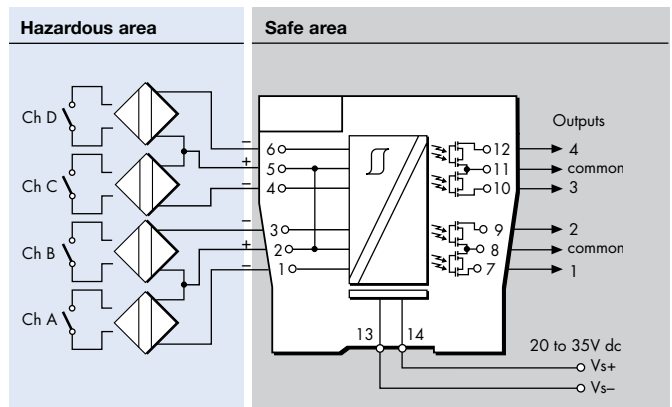 Hazardous area
Safe area
Ch D
Ch C
Ch B
Ch A
–
6
+
5
–
4
–
3
+
2
–
1
12
11
10
9
8
7
Outputs
4
common
3
2
common
1
13
14
20 to 35V dc
Vs+
Vs–